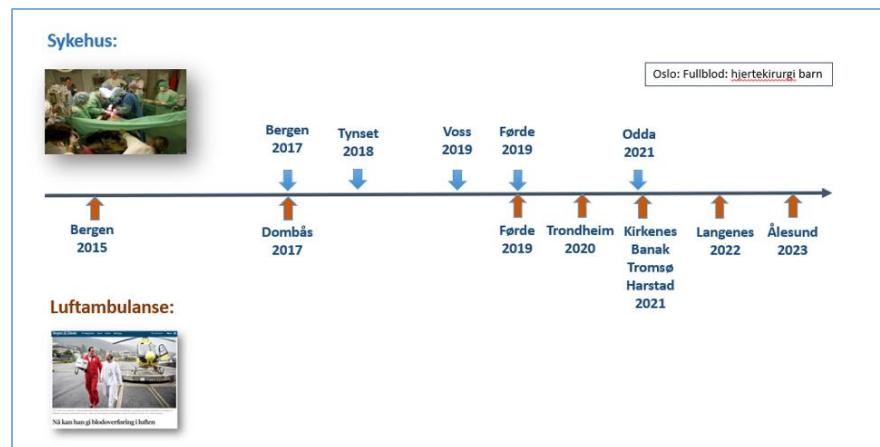 Sykehus:
Oslo: Fullblod: hjertekirurgi barn
Bergen
2017
Tynset
2018
Voss
2019
Førde
2019
Odda
2021
Bergen
2015
Dombås
2017
Førde
2019
Trondheim
2020
Kirkenes
Banak
Tromsø
Harstad
2021
Langenes
2022
Ålesund
2023
Luftambulanse:
Nå kan han gi blodoverføring i luften